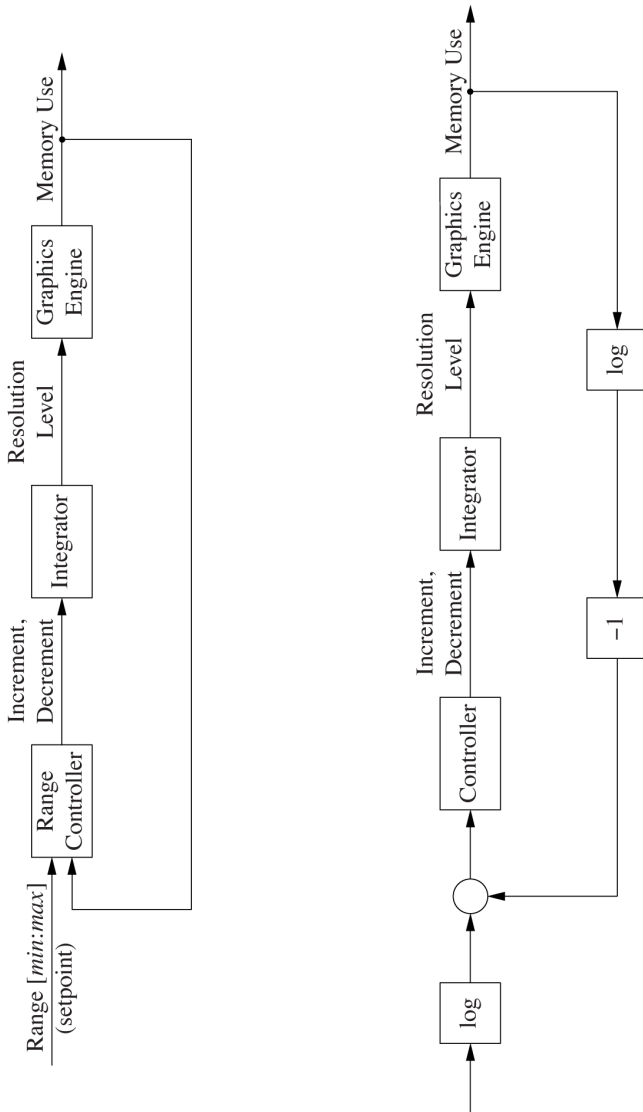 Range [min:max]
(setpoint)
Range
Controller
Increment,
Decrement
Integrator
Resolution
Level
Graphics
Engine
Memory Use
log
Controller
Increment,
Decrement
Integrator
Resolution
Level
Graphics
Engine
Memory Use
log
−1